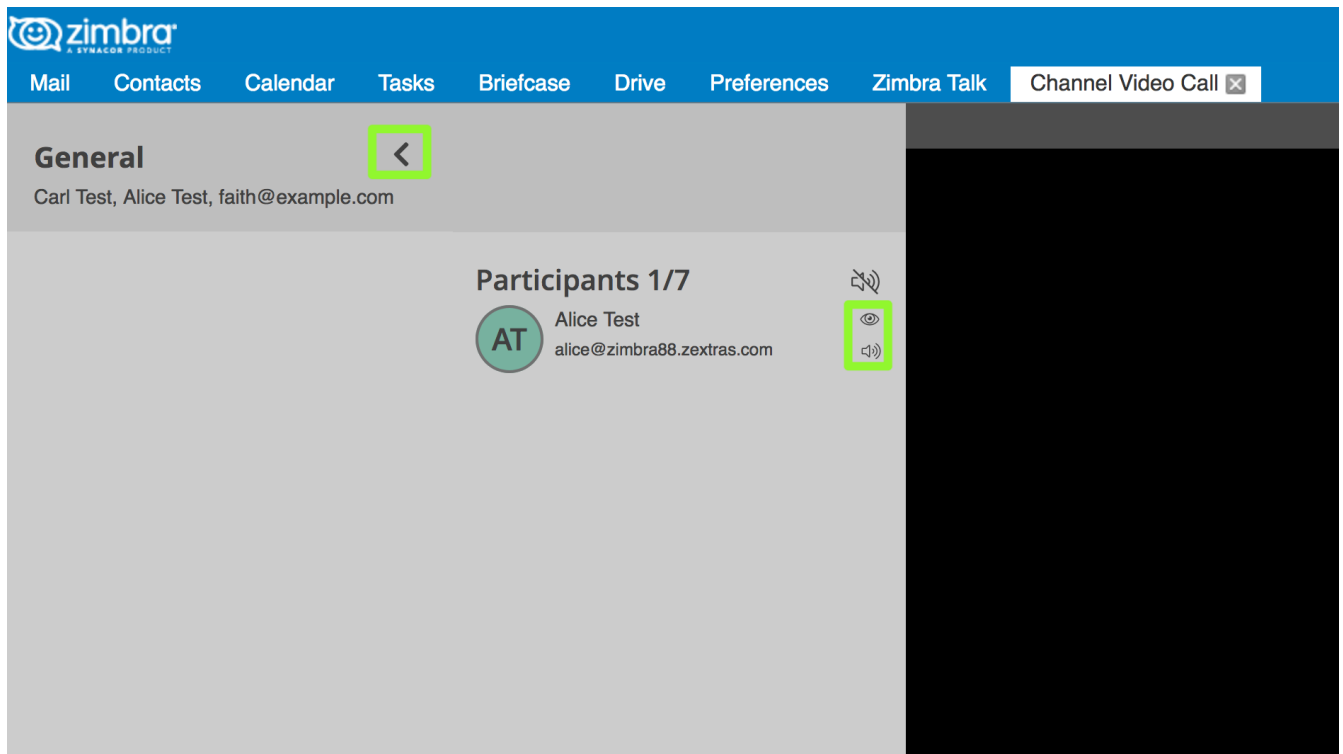 zimbra
A SYNACOR PRODUCT
Mail Contacts Calendar Tasks Briefcase Drive Preferences Zimbra Talk Channel Video Call
General
Carl Test, Alice Test, faith@example.com
Participants 1/7
AT
Alice Test
alice@zimbra88.zextras.com